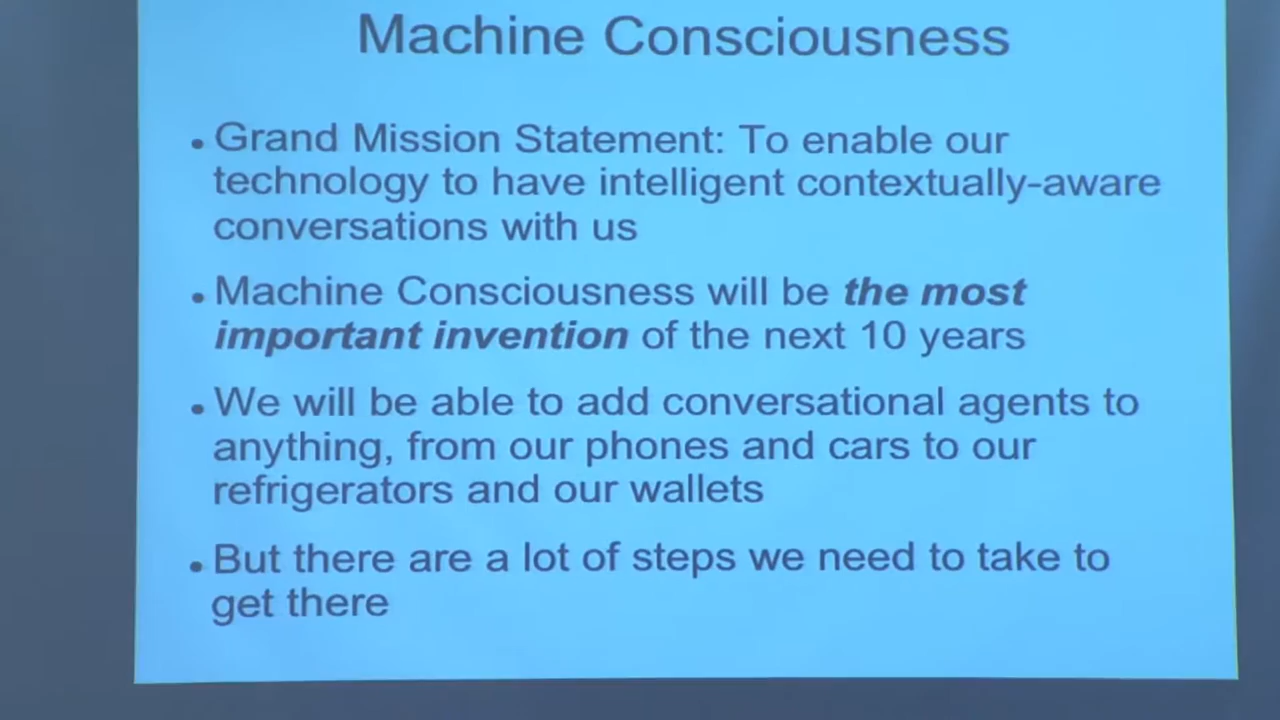 Machine Consciousness
• Grand Mission Statement: To enable our
technology to have intelligent contextually-aware
conversations with us
• Machine Consciousness will be the most
important invention of the next 10 years
• We will be able to add conversational agents to
anything, from our phones and cars to our
refrigerators and our wallets
• But there are a lot of steps we need to take to
get there